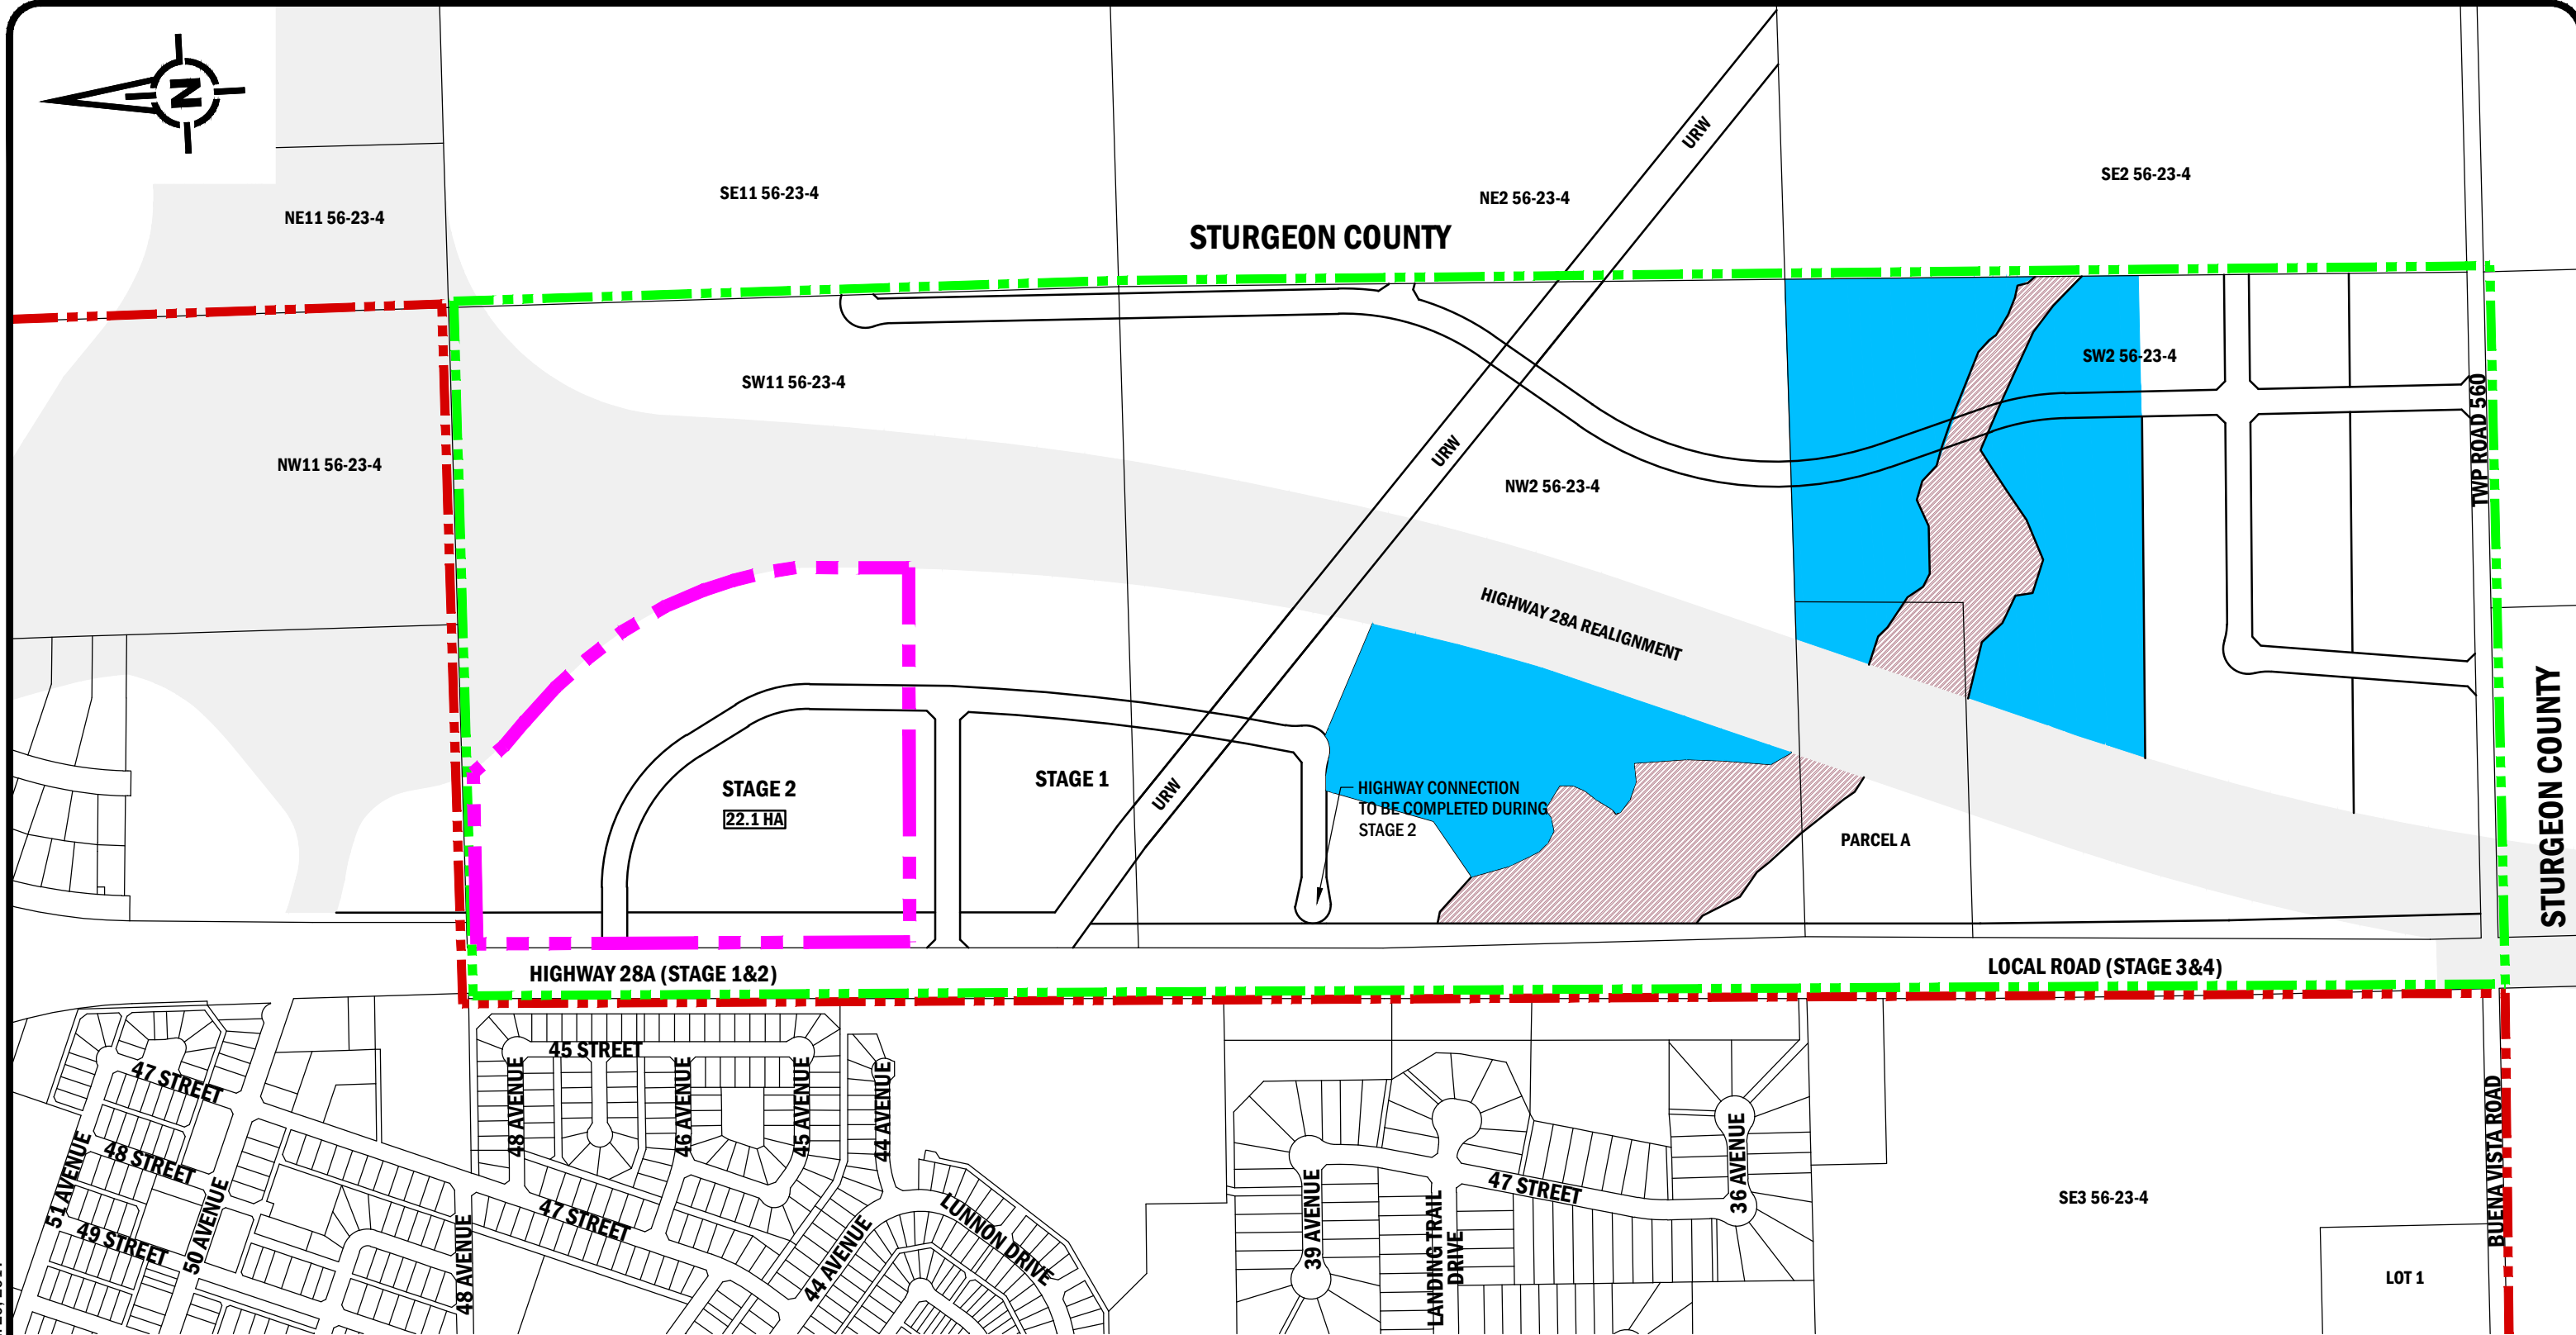 N
SE11 56-23-4
NE2 56-23-4
SE2 56-23-4
NE11 56-23-4
STURGEON COUNTY
URW
SW11 56-23-4
SW2 56-23-4
NW11 56-23-4
URW
NW2 56-23-4
TWP ROAD 560
HIGHWAY 28A REALIGNMENT
STAGE 2
22.1 HA
STAGE 1
URW
HIGHWAY CONNECTION
TO BE COMPLETED DURING
STAGE 2
PARCEL A
STURGEON COUNTY
HIGHWAY 28A (STAGE 1&2)
LOCAL ROAD (STAGE 3&4)
45 STREET
47 STREET
48 AVENUE
46 AVENUE
45 AVENUE
44 AVENUE
48 STREET
51 AVENUE
49 STREET
50 AVENUE
48 AVENUE
47 STREET
44 AVENUE
LUNNON DRIVE
39 AVENUE
LANDING TRAIL
DRIVE
47 STREET
36 AVENUE
SE3 56-23-4
BUENA VISTA ROAD
LOT 1